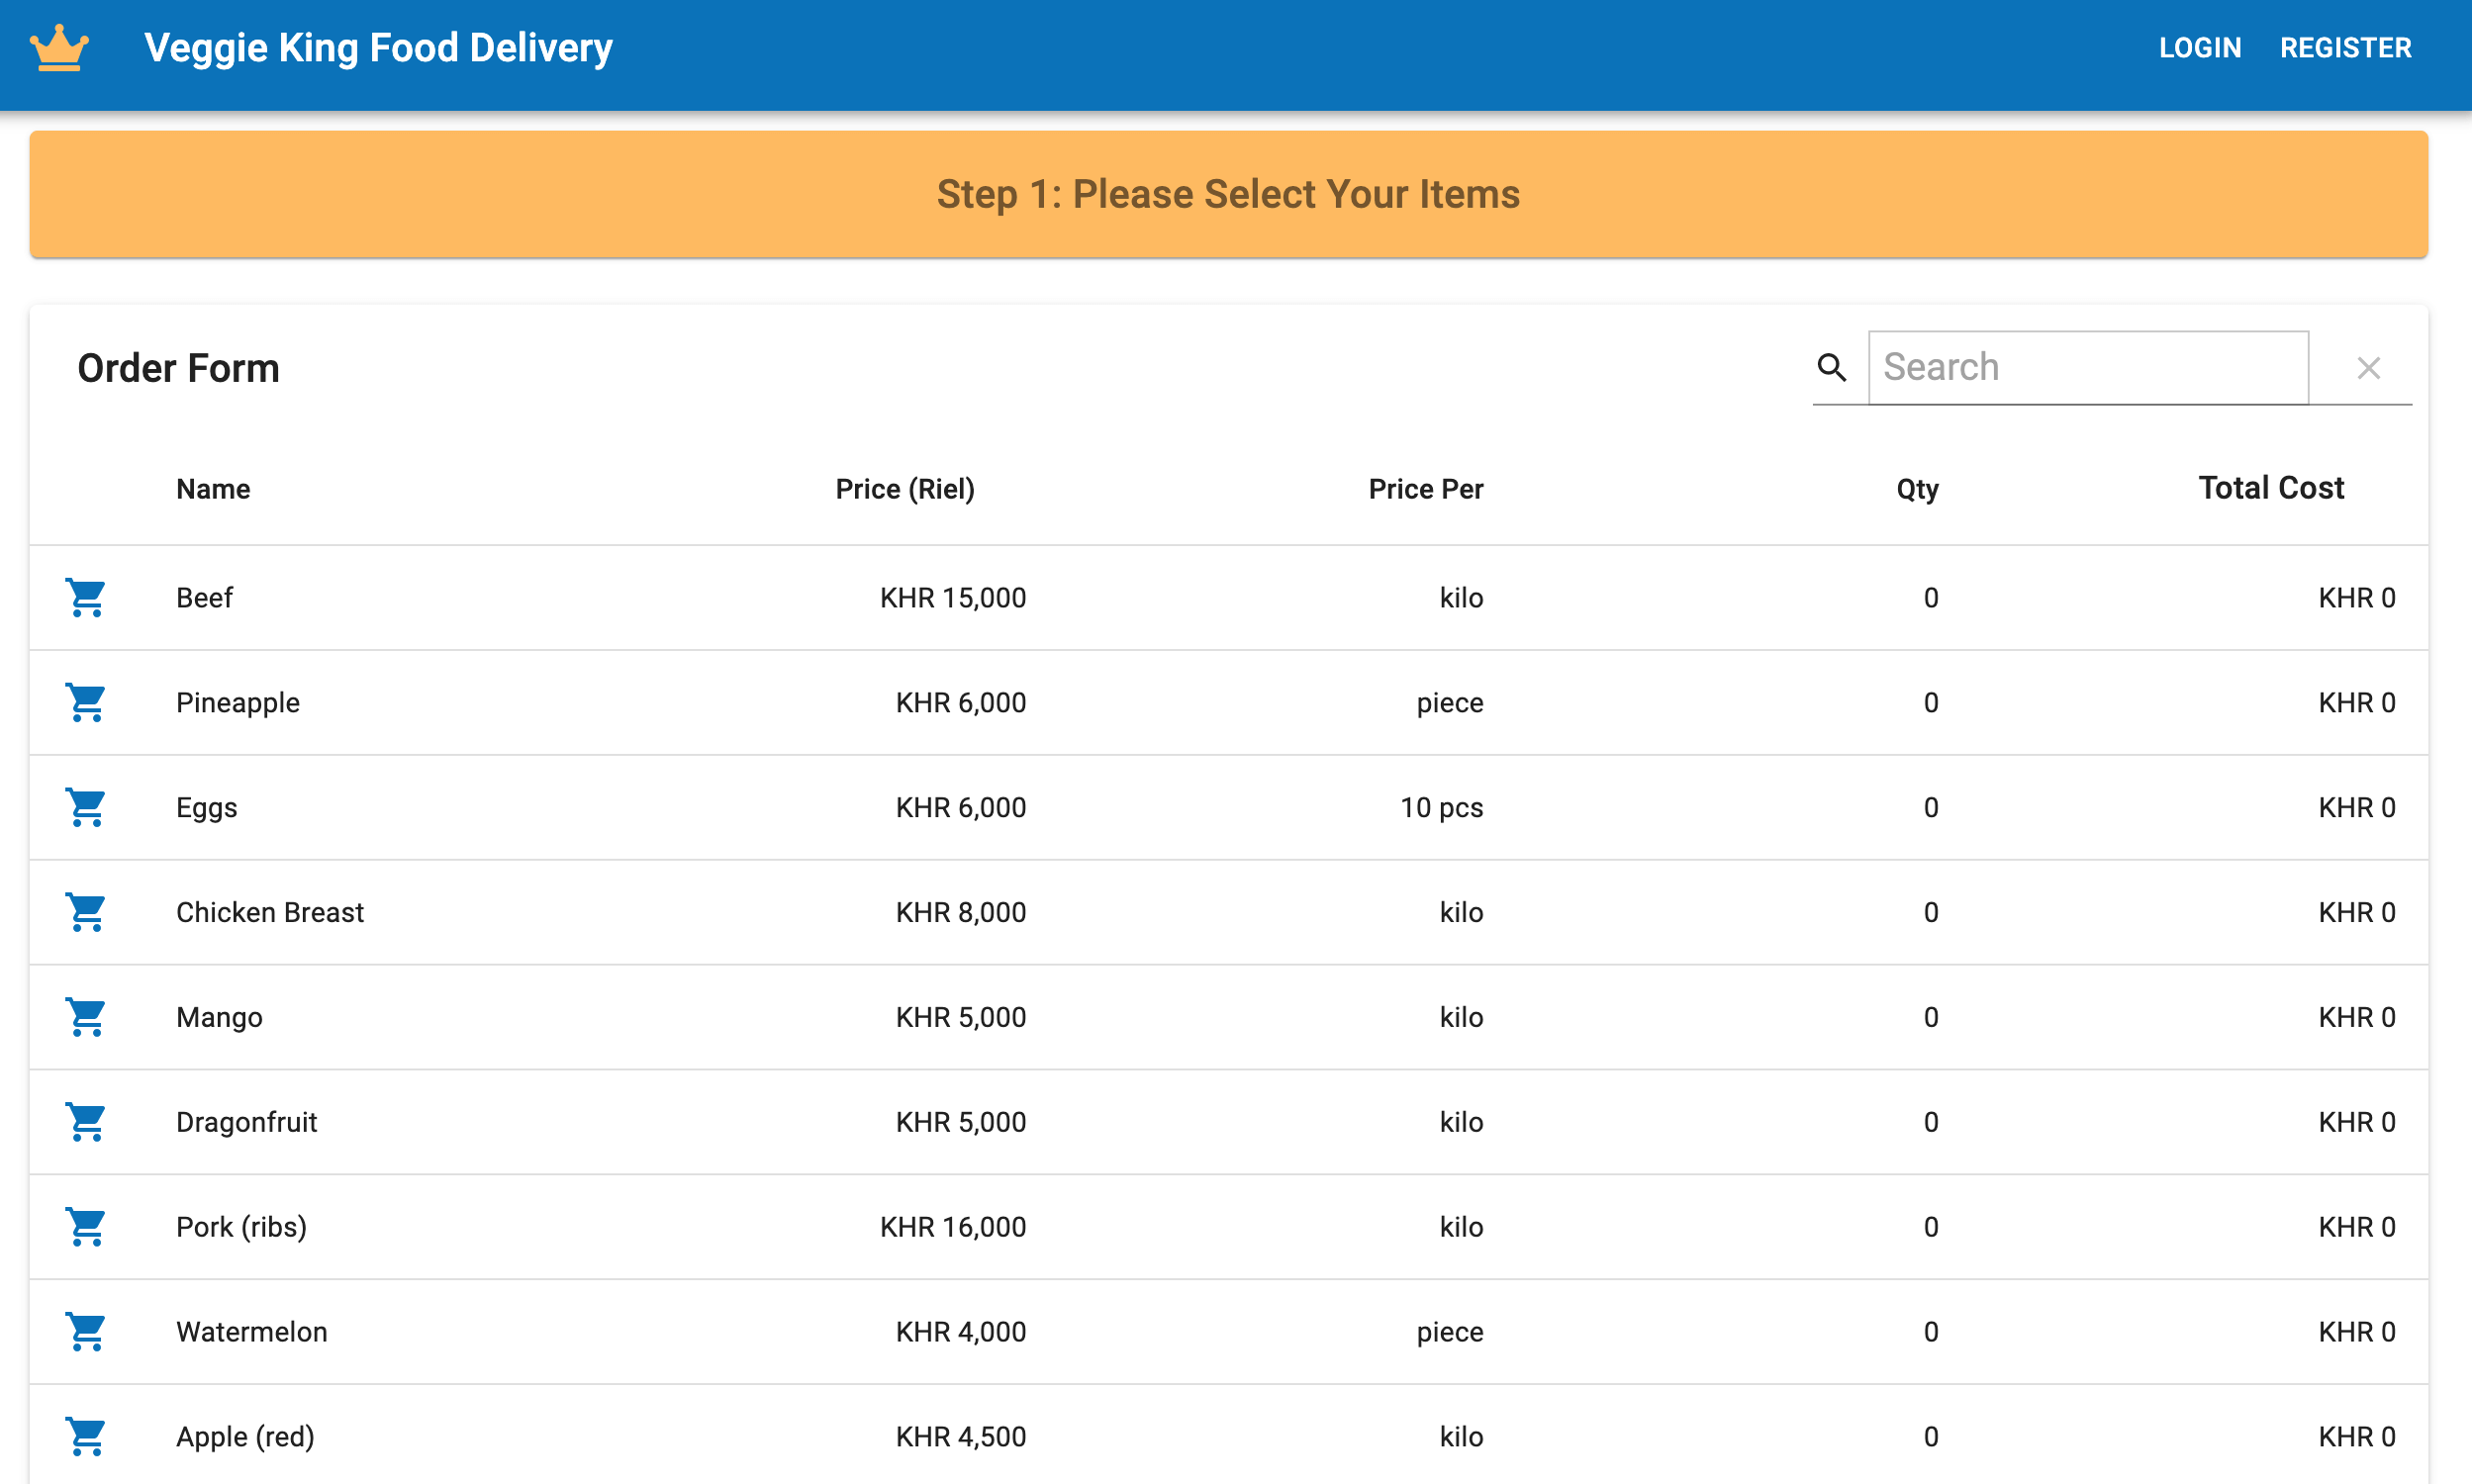 Veggie King Food Delivery LOGIN REGISTER
Step 1: Please Select Your Items
Order Form Search
Name Price (Riel) Price Per Qty Total Cost
Beef KHR 15,000 kilo 0 KHR 0
Pineapple KHR 6,000 piece 0 KHR 0
Eggs KHR 6,000 10 pcs 0 KHR 0
Chicken Breast KHR 8,000 kilo 0 KHR 0
Mango KHR 5,000 kilo 0 KHR 0
Dragonfruit KHR 5,000 kilo 0 KHR 0
Pork (ribs) KHR 16,000 kilo 0 KHR 0
Watermelon KHR 4,000 piece 0 KHR 0
Apple (red) KHR 4,500 kilo 0 KHR 0